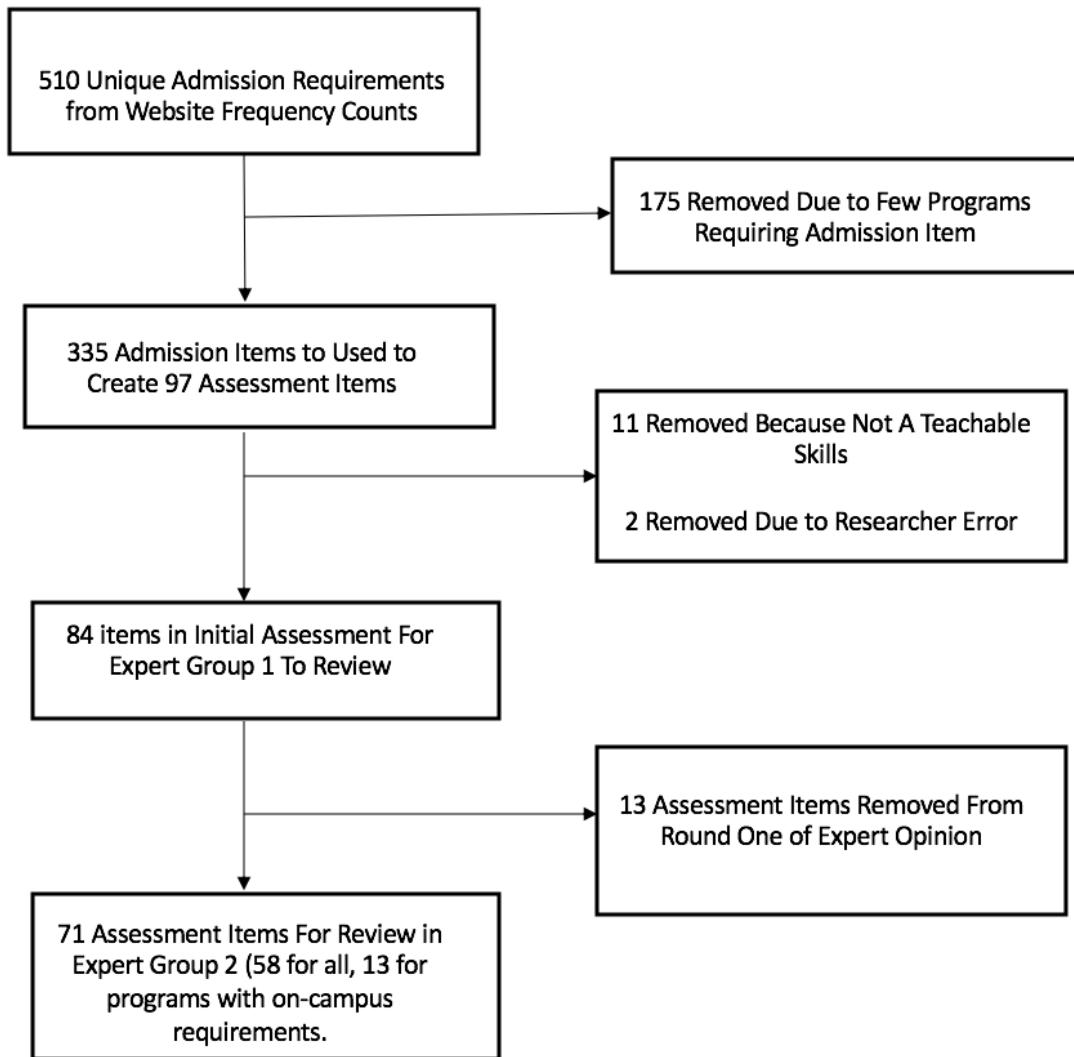 510 Unique Admission Requirements
from Website Frequency Counts
175 Removed Due to Few Programs
Requiring Admission Item
335 Admission Items to Used to
Create 97 Assessment Items
11 Removed Because Not A Teachable
Skills
2 Removed Due to Researcher Error
84 items in Initial Assessment For
Expert Group 1 To Review
13 Assessment Items Removed From
Round One of Expert Opinion
71 Assessment Items For Review in
Expert Group 2 (58 for all, 13 for
programs with on-campus
requirements.